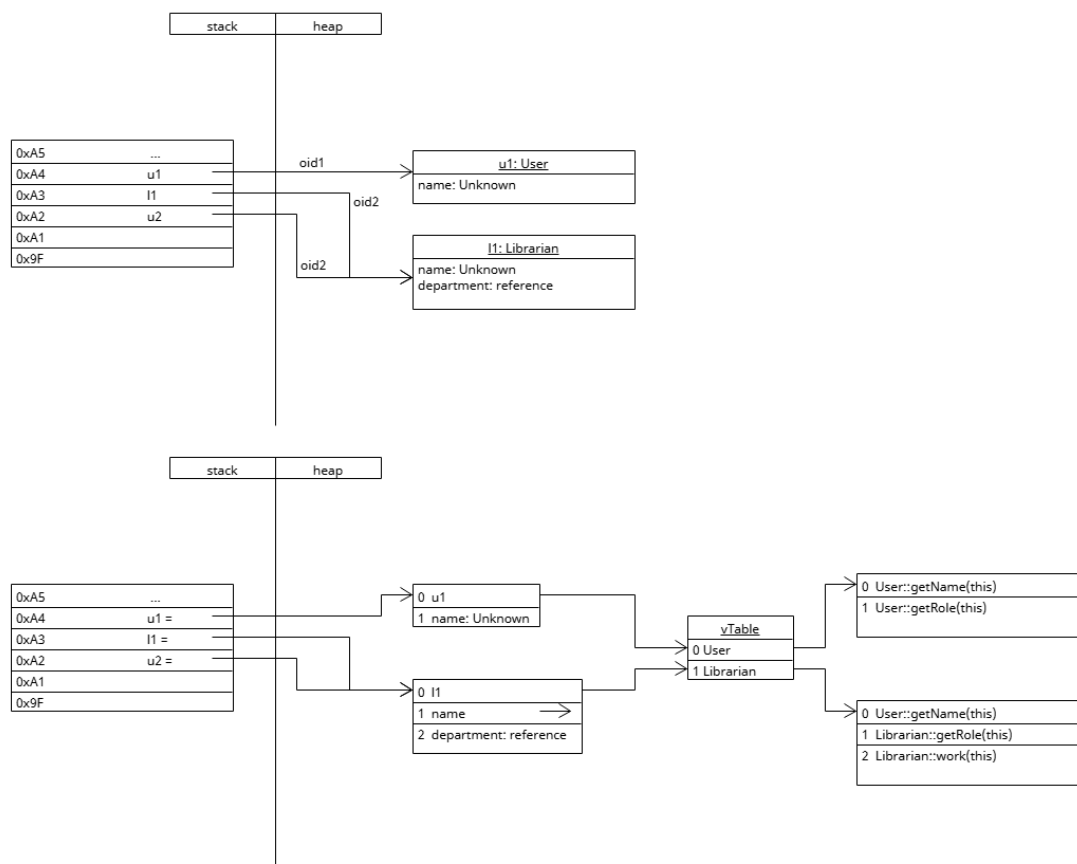 stack heap
0xA5 ...
0xA4 u1
0xA3 l1
0xA2 u2
0xA1
0x9F
oid1
oid2
oid2
u1: User
name: Unknown
l1: Librarian
name: Unknown
department: reference
stack heap
0xA5 ...
0xA4 u1 =
0xA3 l1 =
0xA2 u2 =
0xA1
0x9F
0 u1
1 name: Unknown
0 l1
1 name
2 department: reference
vTable
0 User
1 Librarian
0 User::getName(this)
1 User::getRole(this)
0 User::getName(this)
1 Librarian::getRole(this)
2 Librarian::work(this)